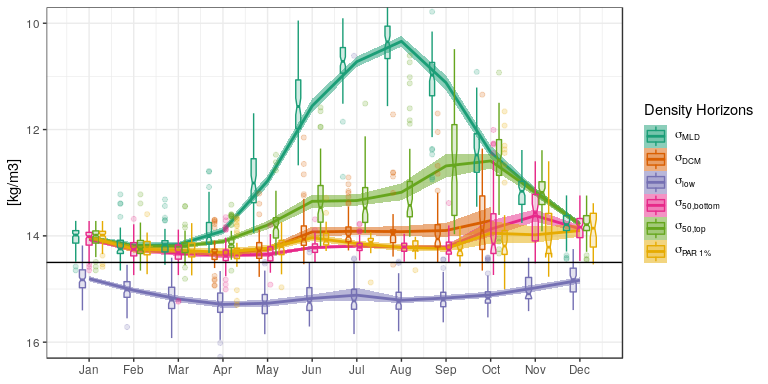 [kg/m3]
10
12
14
16
Jan Feb Mar Apr May Jun Jul Aug Sep Oct Nov Dec
Density Horizons
σMLD
σDCM
σlow
σ50,bottom
σ50,top
σPAR 1%